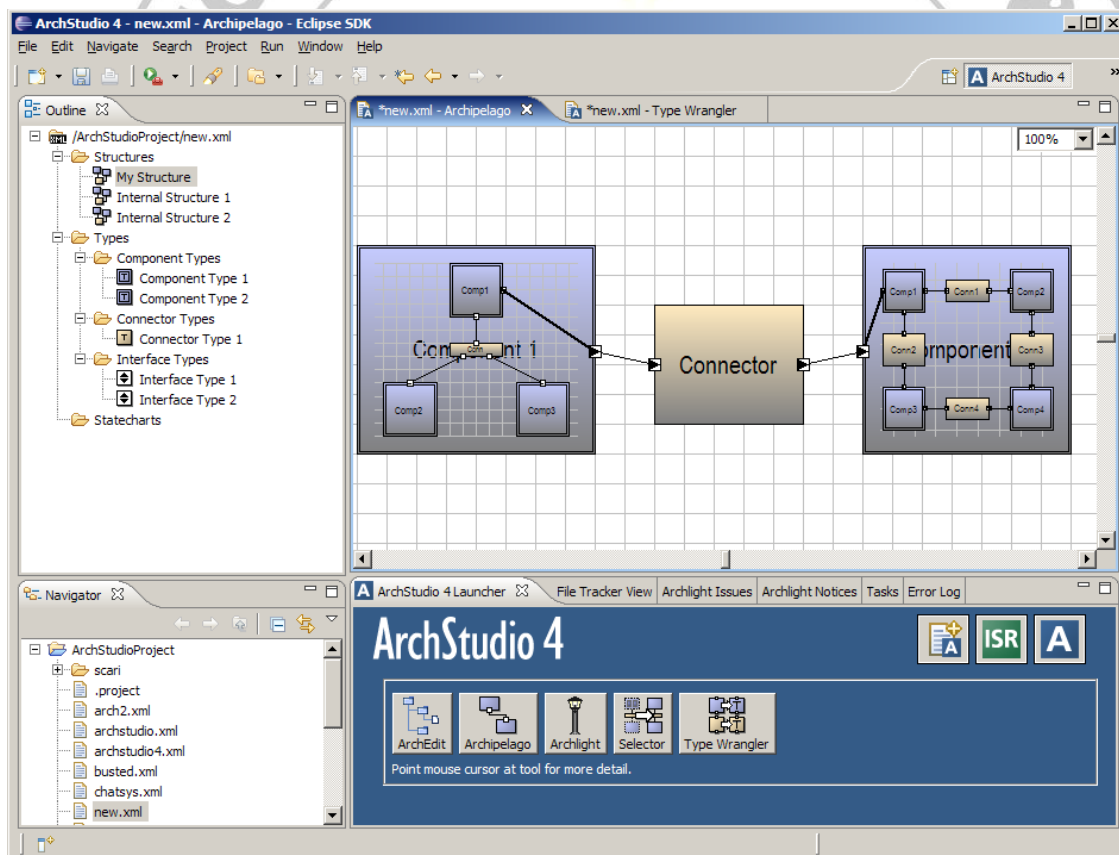 ArchStudio 4 - new.xml - Archipelago - Eclipse SDK
File Edit Navigate Search Project Run Window Help
ArchStudio 4
Outline
/ArchStudioProject/new.xml
Structures
My Structure
Internal Structure 1
Internal Structure 2
Types
Component Types
Component Type 1
Component Type 2
Connector Types
Connector Type 1
Interface Types
Interface Type 1
Interface Type 2
Statecharts
*new.xml - Archipelago
*new.xml - Type Wrangler
100%
Comp1
Conn
Comp2
Comp3
Connector
Comp1 Conn1 Comp2
Conn2 Conn3
Comp3 Conn4 Comp4
Navigator
ArchStudioProject
scari
.project
arch2.xml
archstudio.xml
archstudio4.xml
busted.xml
chatsys.xml
new.xml
ArchStudio 4 Launcher File Tracker View Archlight Issues Archlight Notices Tasks Error Log
ArchStudio 4
ISR A
ArchEdit Archipelago Archlight Selector Type Wrangler
Point mouse cursor at tool for more detail.